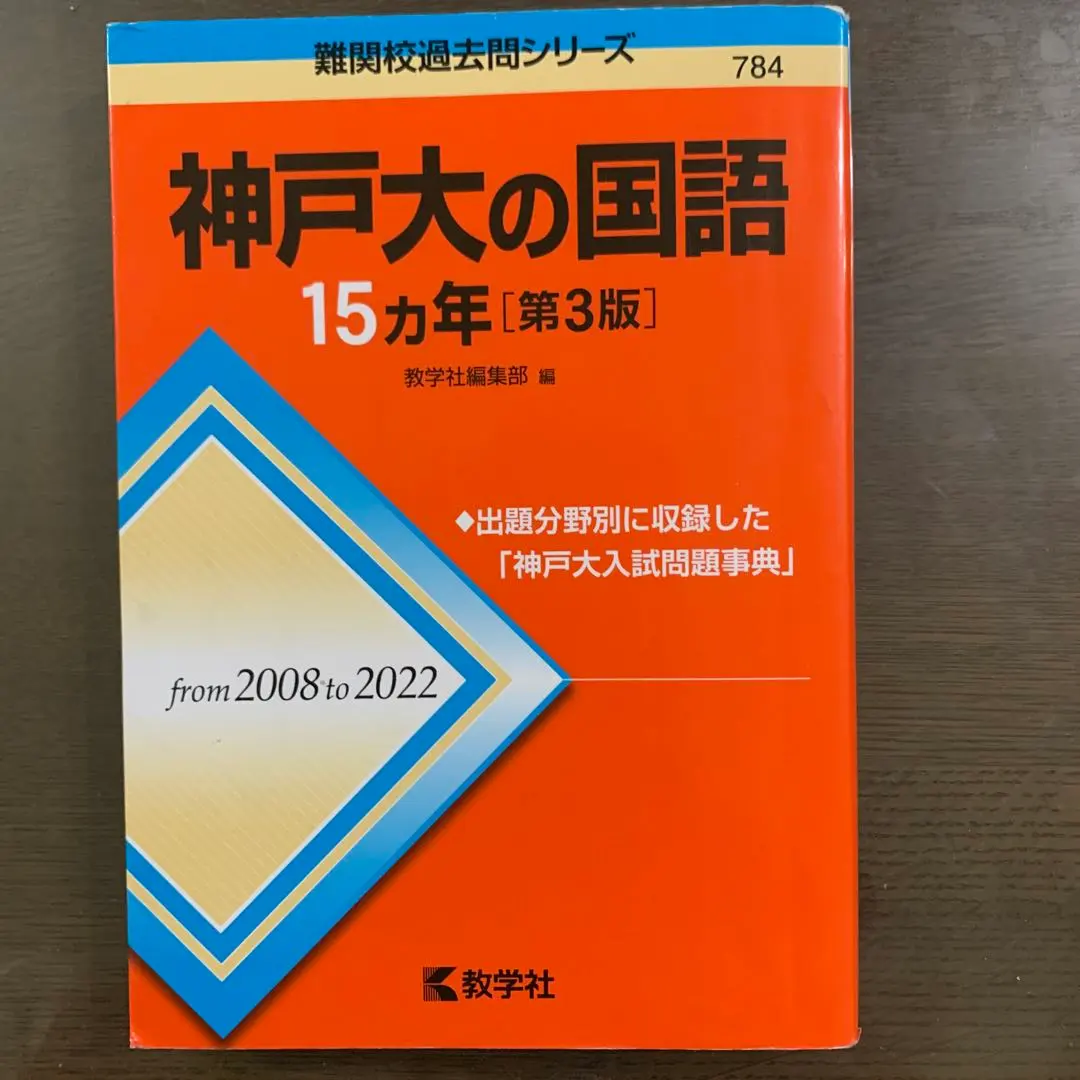 難関校過去問シリーズ
784
神戸大の国語
15ヵ年[第3版]
教学社編集部 編
◆出題分野別に収録した
「神戸大入試問題事典」
from 2008 to 2022
教学社